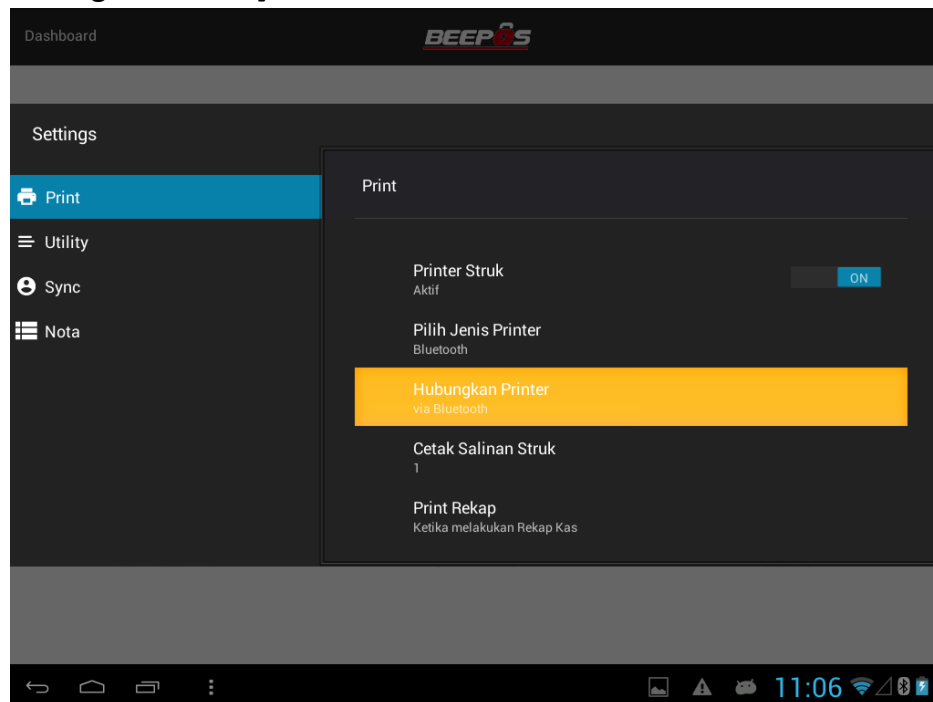 Dashboard
BEEPOS
Settings
Print
Utility
Sync
Nota
Print
Printer Struk
Aktif
ON
Pilih Jenis Printer
Bluetooth
Hubungkan Printer
via Bluetooth
Cetak Salinan Struk
1
Print Rekap
Ketika melakukan Rekap Kas
11:06